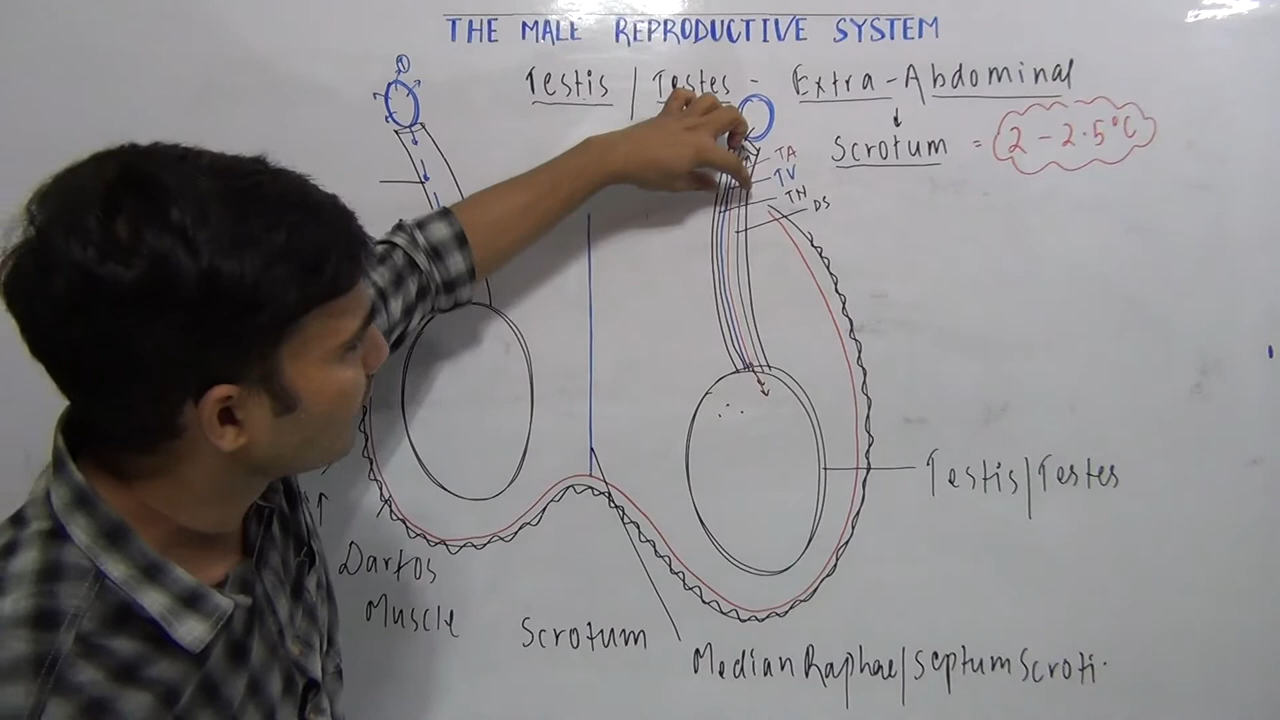 THE MALE REPRODUCTIVE SYSTEM
Testis / Testes - Extra - Abdominal
Scrotum = 2 - 2.5°C
TA
TV
TN
DS
Testis/Testes
Dartos
Muscle
Scrotum
Median Raphae/Septum Scroti.